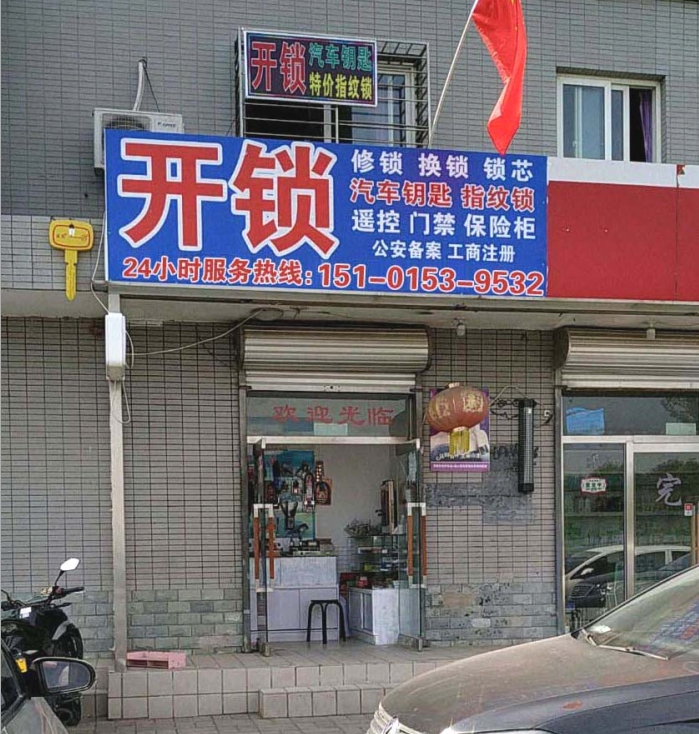 开锁
汽车钥匙
特价指纹锁
开锁
修锁 换锁 锁芯
汽车钥匙 指纹锁
遥控 门禁 保险柜
公安备案 工商注册
24小时服务热线:151-0153-9532
欢迎光临
完